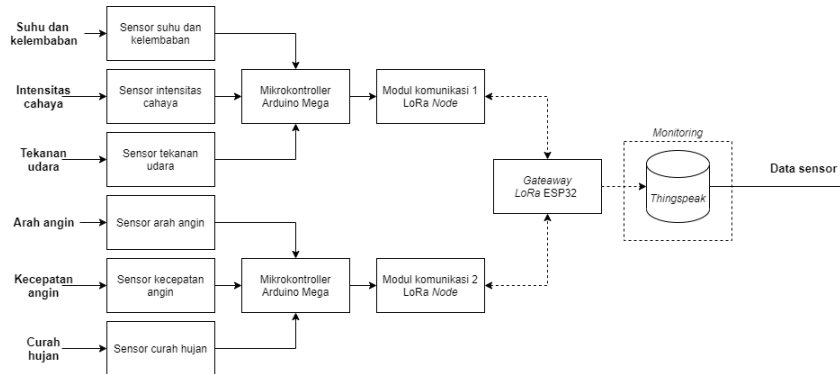 Suhu dan
kelembaban
Sensor suhu dan
kelembaban
Intensitas
cahaya
Sensor intensitas
cahaya
Mikrokontroller
Arduino Mega
Modul komunikasi 1
LoRa Node
Tekanan
udara
Sensor tekanan
udara
Arah angin
Sensor arah angin
Kecepatan
angin
Sensor kecepatan
angin
Mikrokontroller
Arduino Mega
Modul komunikasi 2
LoRa Node
Curah
hujan
Sensor curah hujan
Gateaway
LoRa ESP32
Monitoring
Thingspeak
Data sensor